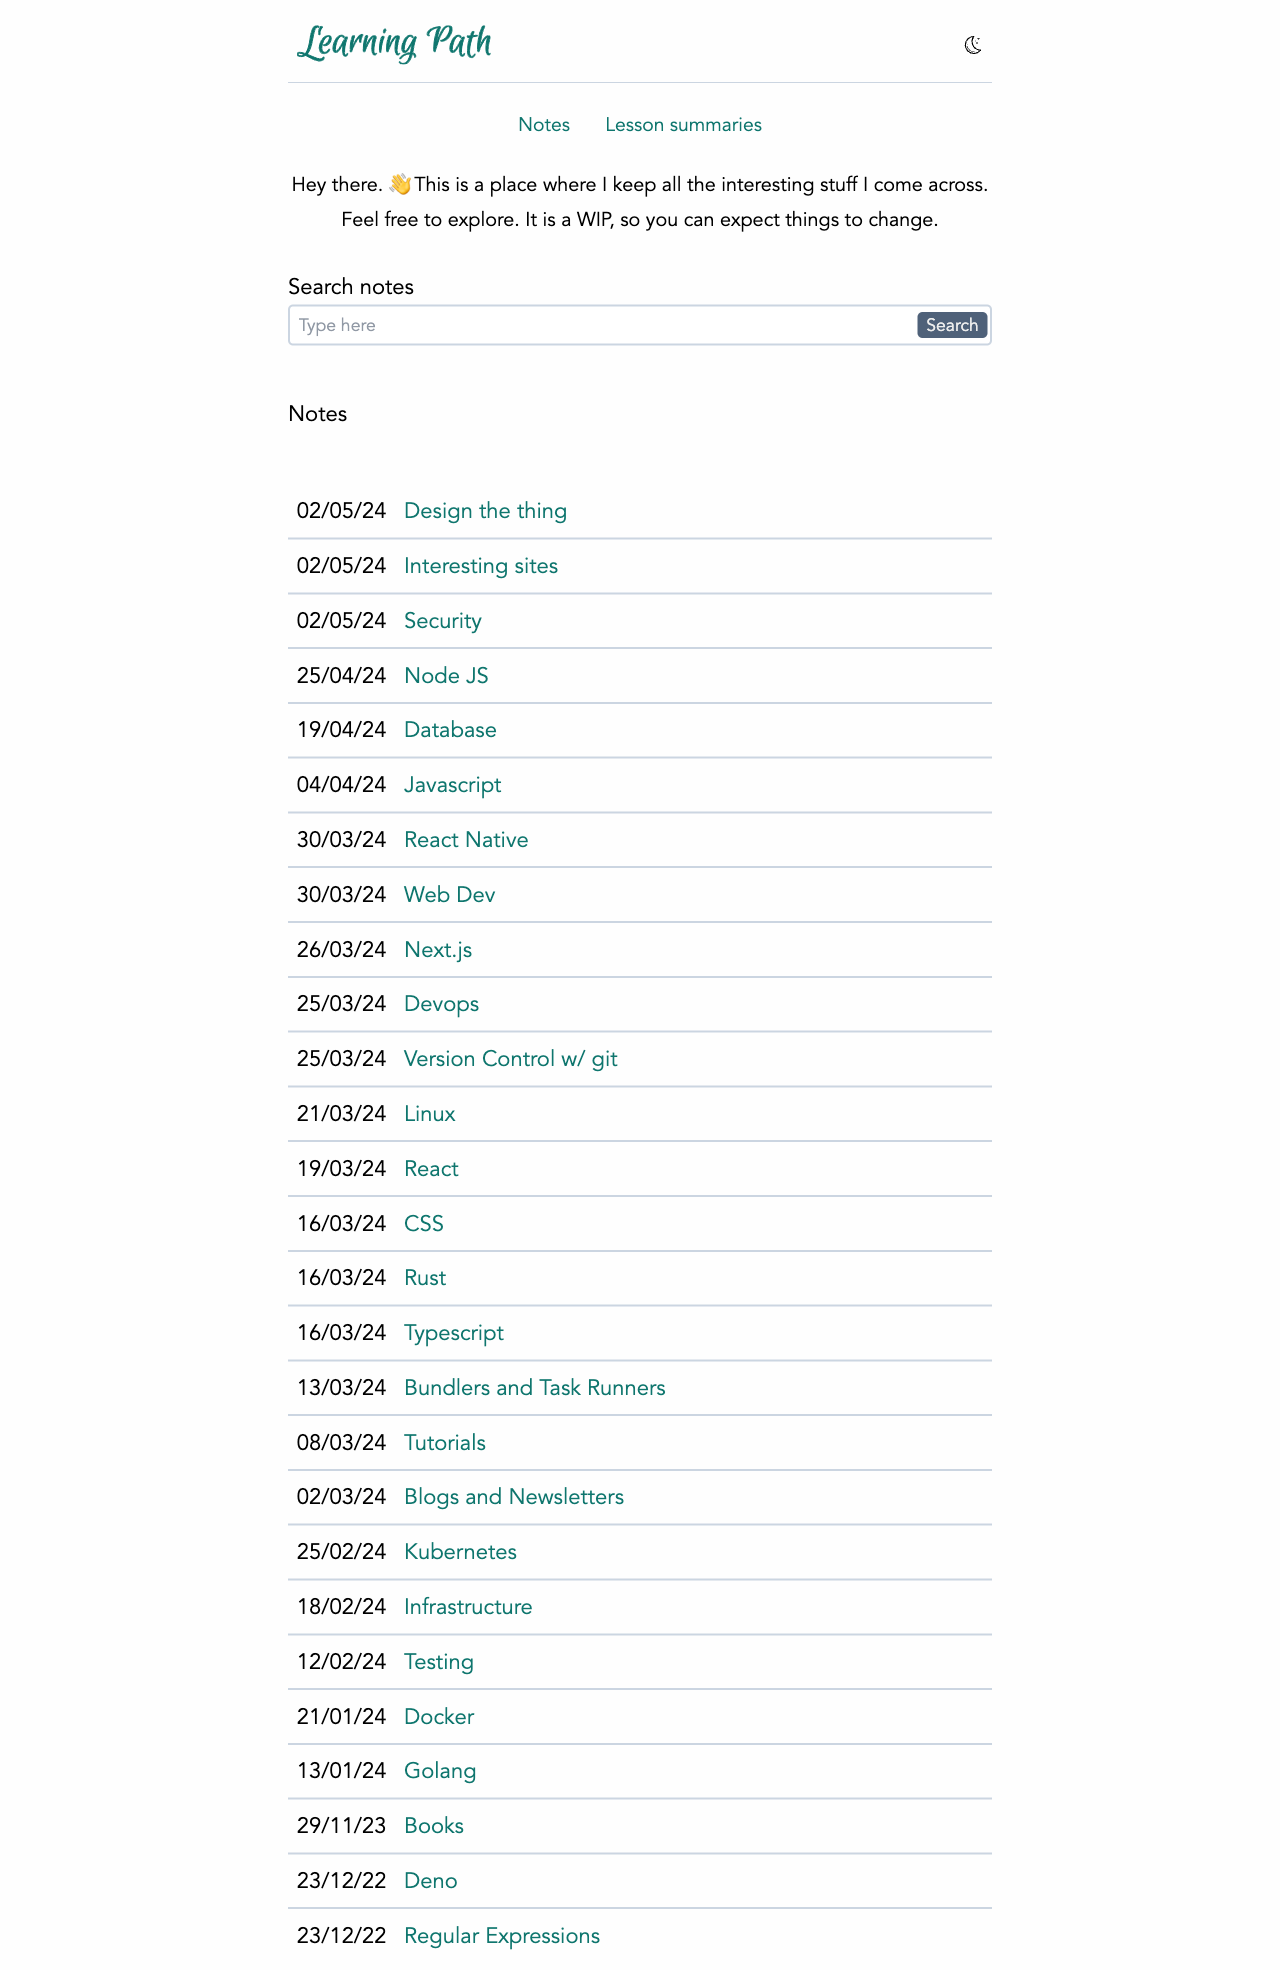 Learning Path
Notes Lesson summaries
Hey there. 👋This is a place where I keep all the interesting stuff I come across.
Feel free to explore. It is a WIP, so you can expect things to change.
Search notes
Type here Search
Notes
02/05/24 Design the thing
02/05/24 Interesting sites
02/05/24 Security
25/04/24 Node JS
19/04/24 Database
04/04/24 Javascript
30/03/24 React Native
30/03/24 Web Dev
26/03/24 Next.js
25/03/24 Devops
25/03/24 Version Control w/ git
21/03/24 Linux
19/03/24 React
16/03/24 CSS
16/03/24 Rust
16/03/24 Typescript
13/03/24 Bundlers and Task Runners
08/03/24 Tutorials
02/03/24 Blogs and Newsletters
25/02/24 Kubernetes
18/02/24 Infrastructure
12/02/24 Testing
21/01/24 Docker
13/01/24 Golang
29/11/23 Books
23/12/22 Deno
23/12/22 Regular Expressions